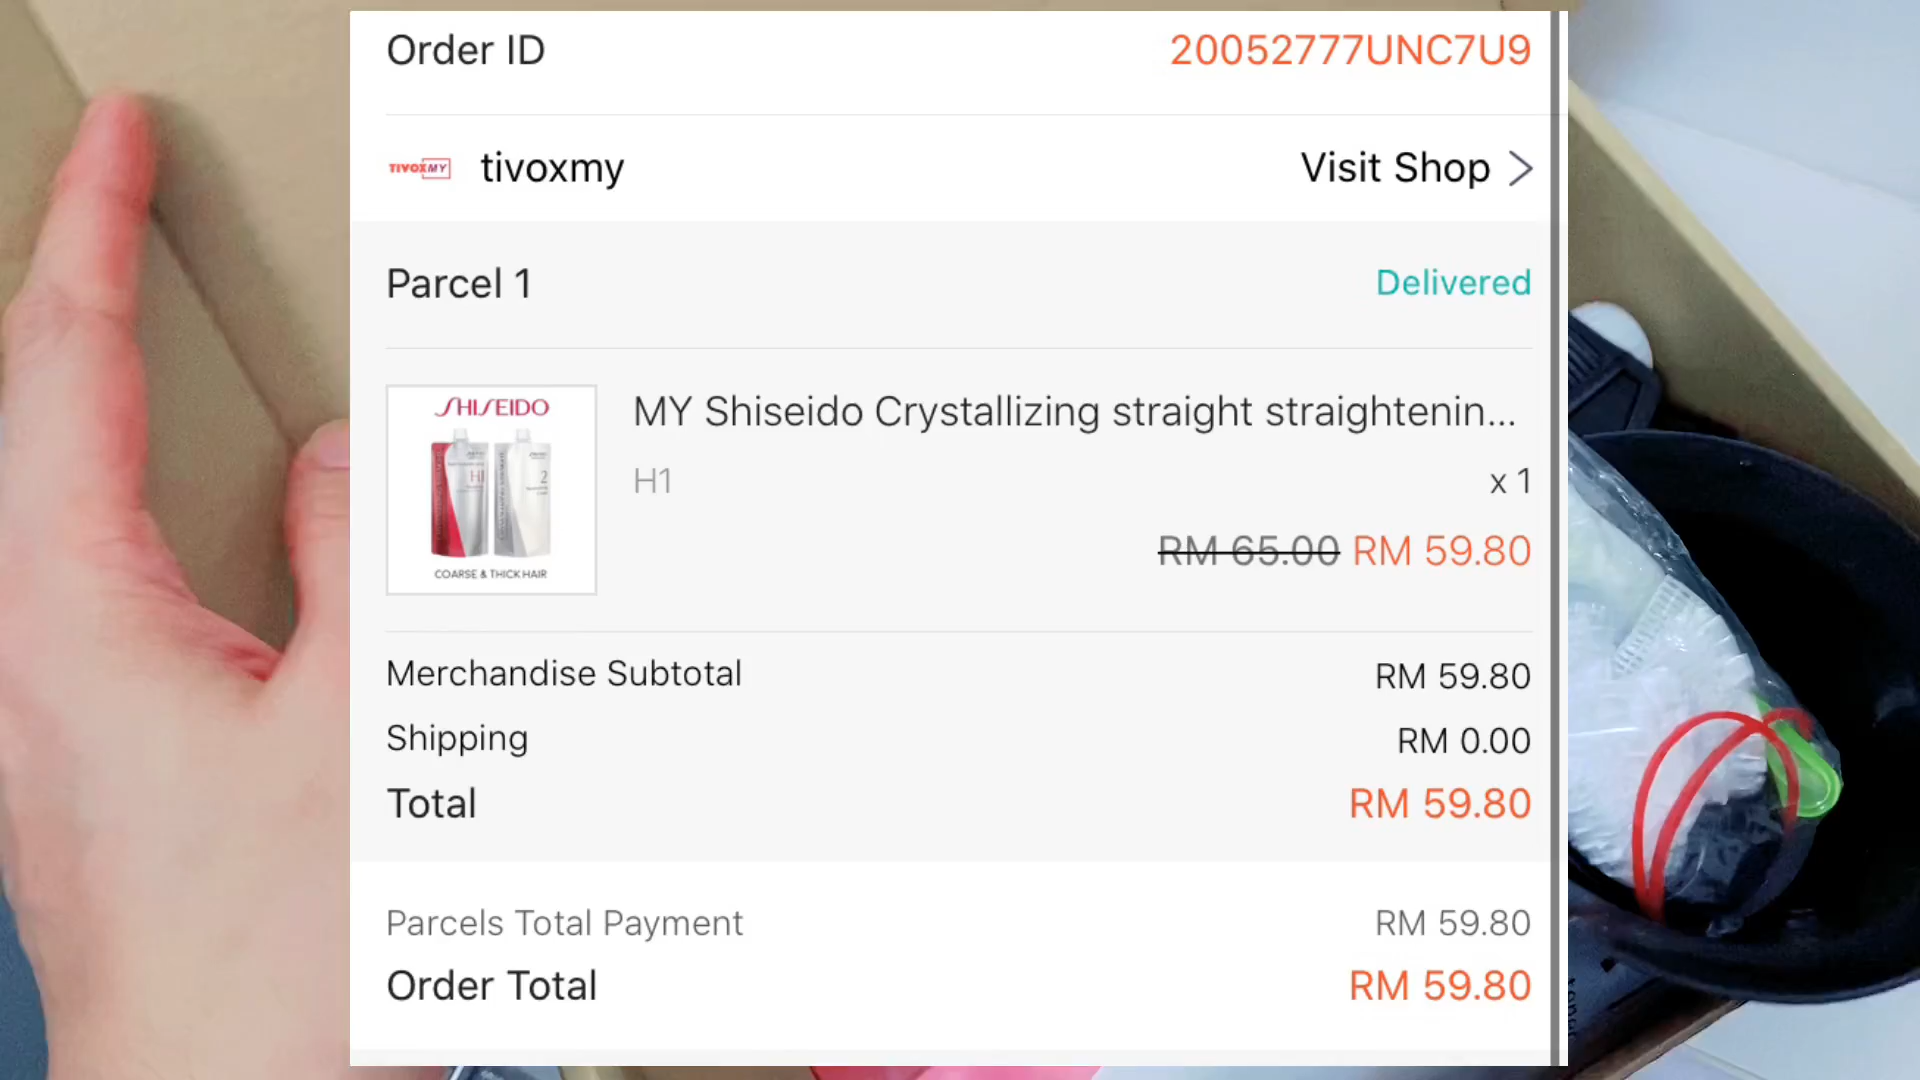 Order ID 20052777UNC7U9
TIVOXMY tivoxmy Visit Shop
Parcel 1 Delivered
SHISEIDO
MY Shiseido Crystallizing straight straightenin...
H1
2
H1 x 1
RM 65.00 RM 59.80
COARSE & THICK HAIR
Merchandise Subtotal RM 59.80
Shipping RM 0.00
Total RM 59.80
Parcels Total Payment RM 59.80
Order Total RM 59.80